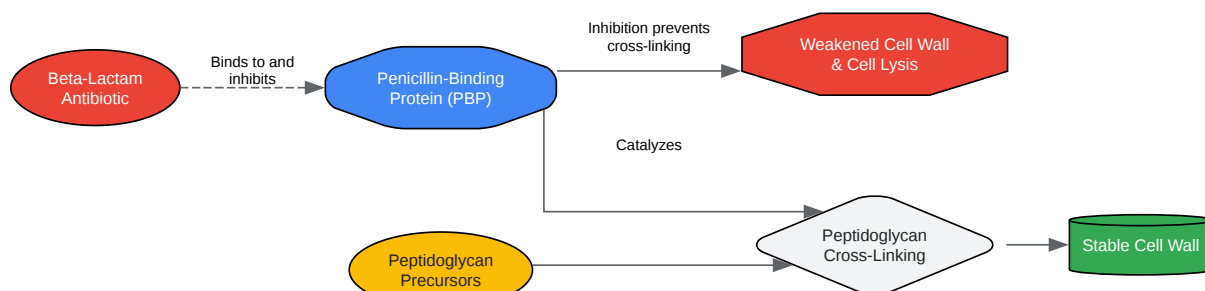 Beta-Lactam
Antibiotic
Binds to and
inhibits
Penicillin-Binding
Protein (PBP)
Inhibition prevents
cross-linking
Weakened Cell Wall
& Cell Lysis
Catalyzes
Peptidoglycan
Precursors
Peptidoglycan
Cross-Linking
Stable Cell Wall